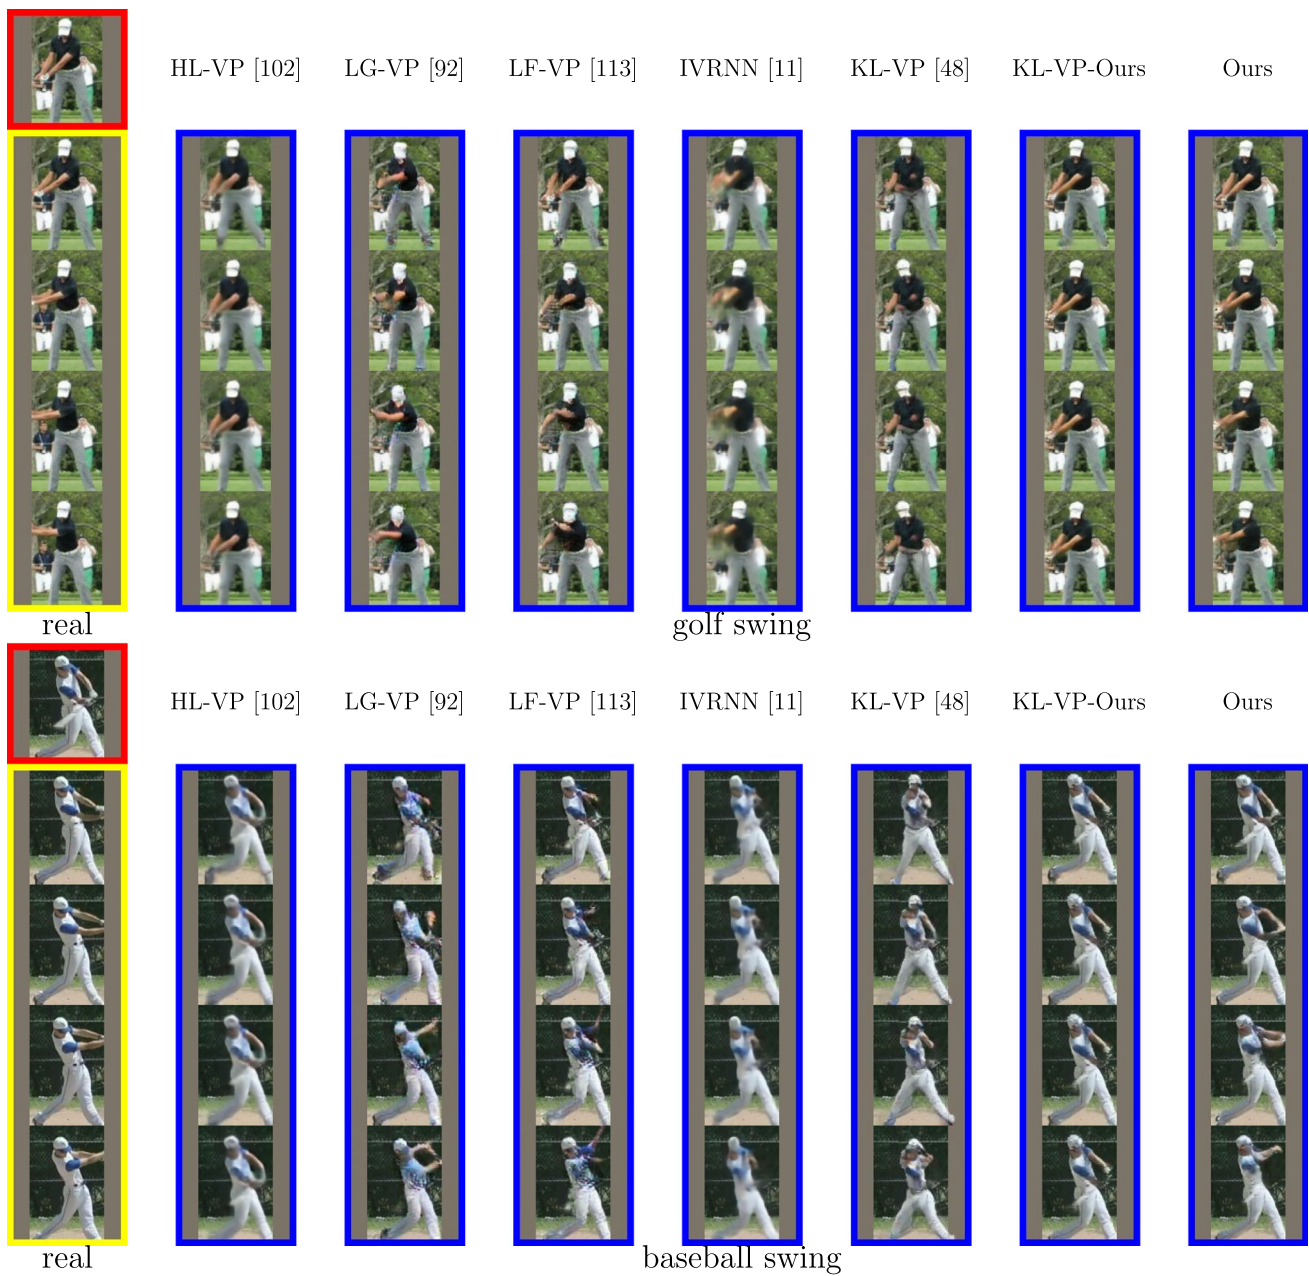 HL-VP [102] LG-VP [92] LF-VP [113] IVRNN [11] KL-VP [48] KL-VP-Ours Ours
real golf swing
HL-VP [102] LG-VP [92] LF-VP [113] IVRNN [11] KL-VP [48] KL-VP-Ours Ours
real baseball swing